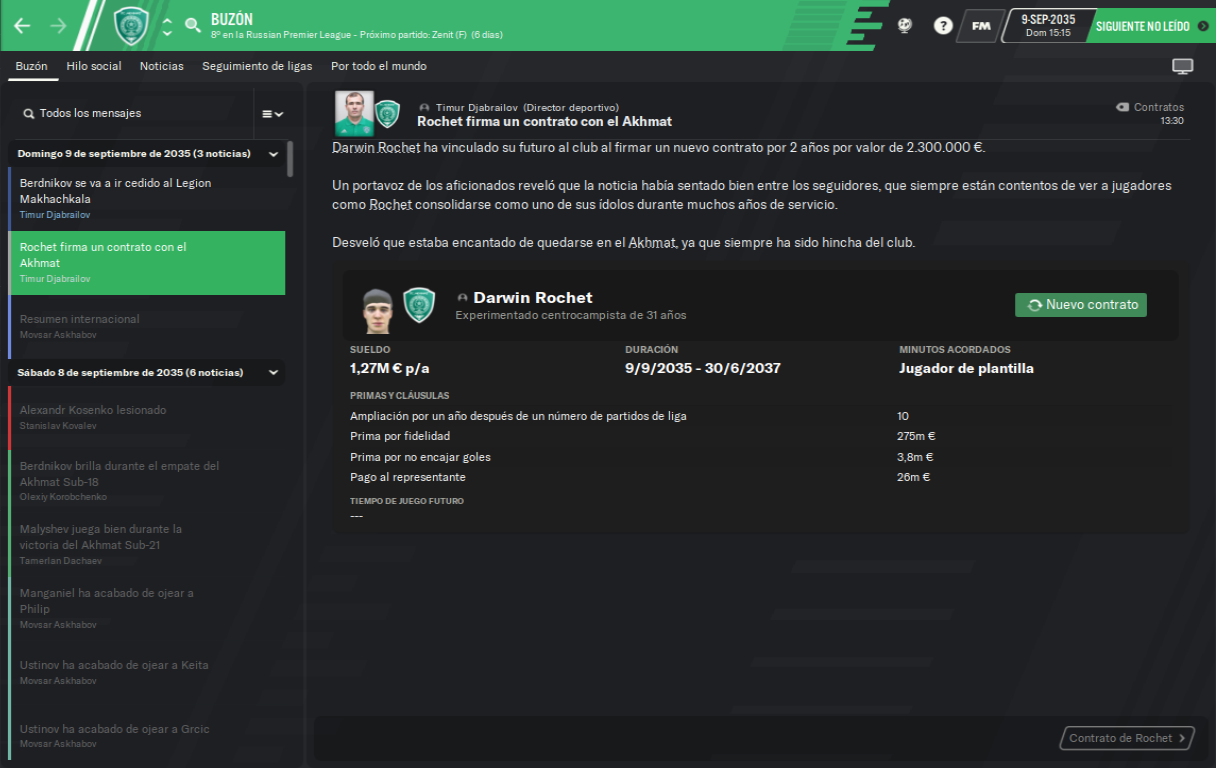 BUZÓN
8º en la Russian Premier League - Próximo partido: Zenit (F) (6 días)
?
FM
9-SEP-2035
Dom 15:15
SIGUIENTE NO LEÍDO
Buzón
Hilo social
Noticias
Seguimiento de ligas
Por todo el mundo
Todos los mensajes
Domingo 9 de septiembre de 2035 (3 noticias)
Berdnikov se va a ir cedido al Legion
Makhachkala
Timur Djabrailov
Rochet firma un contrato con el
Akhmat
Timur Djabrailov
Resumen internacional
Movsar Askhabov
Sábado 8 de septiembre de 2035 (6 noticias)
Alexandr Kosenko lesionado
Stanislav Kovalev
Berdnikov brilla durante el empate del
Akhmat Sub-18
Olexiy Korobchenko
Malyshev juega bien durante la
victoria del Akhmat Sub-21
Tamerlan Dachaev
Manganiel ha acabado de ojear a
Philip
Movsar Askhabov
Ustinov ha acabado de ojear a Keita
Movsar Askhabov
Ustinov ha acabado de ojear a Grcic
Movsar Askhabov
Timur Djabrailov (Director deportivo)
Rochet firma un contrato con el Akhmat
Contratos
13:30
Darwin Rochet ha vinculado su futuro al club al firmar un nuevo contrato por 2 años por valor de 2.300.000 €.
Un portavoz de los aficionados reveló que la noticia había sentado bien entre los seguidores, que siempre están contentos de ver a jugadores
como Rochet consolidarse como uno de sus ídolos durante muchos años de servicio.
Desveló que estaba encantado de quedarse en el Akhmat, ya que siempre ha sido hincha del club.
Darwin Rochet
Experimentado centrocampista de 31 años
Nuevo contrato
SUELDO
DURACIÓN
MINUTOS ACORDADOS
1,27M € p/a
9/9/2035 - 30/6/2037
Jugador de plantilla
PRIMAS Y CLÁUSULAS
Ampliación por un año después de un número de partidos de liga
10
Prima por fidelidad
275m €
Prima por no encajar goles
3,8m €
Pago al representante
26m €
TIEMPO DE JUEGO FUTURO
---
Contrato de Rochet